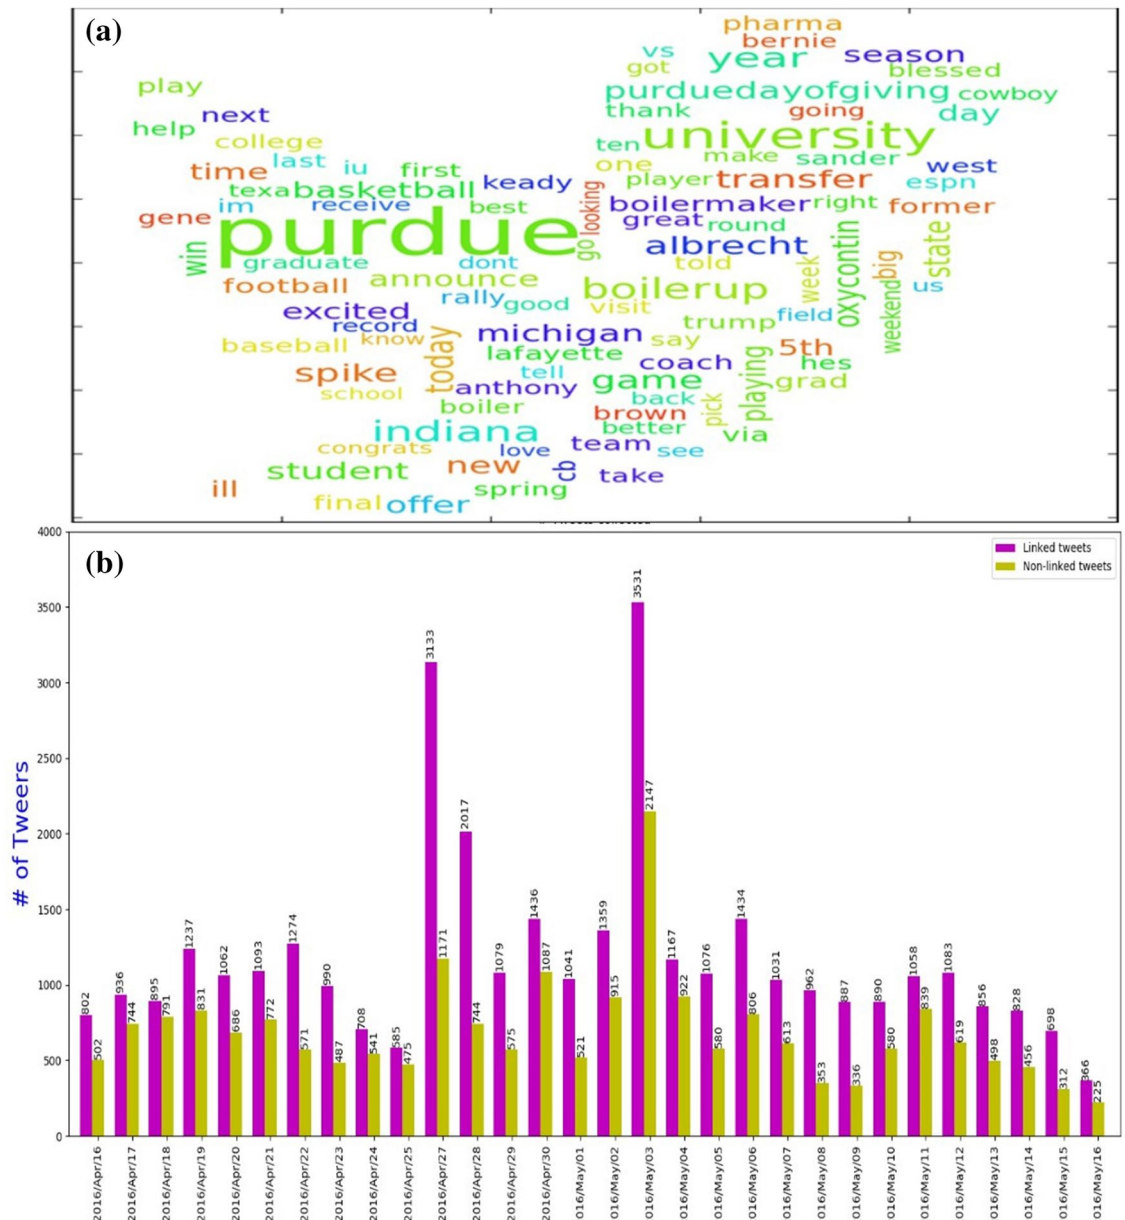 (a)
pharma
bernie
vs
year
season
got
blessed
play
purduedayofgiving
cowboy
next
thank
going
day
help
college
ten
university
last
iu
first
one
make
sander
west
time
texa
basketball
keady
looking
player
transfer
espn
im
receive
best
boilermaker
right
former
gene
purdue
great
round
win
go
albrecht
oxycontin
state
graduate
dont
told
week
big
football
announce
boilerup
us
rally
good
visit
field
weekend
excited
record
michigan
trump
baseball
know
today
say
lafayette
5th
coach
hes
spike
tell
game
playing
grad
school
anthony
back
pick
boiler
brown
better
indiana
team
via
congrats
love
see
student
new
cb
take
ill
spring
final
offer
(b)
Linked tweets
Non-linked tweets
# of Tweers
4000
3500
3000
2500
2000
1500
1000
500
0
802
502
936
744
895
791
1237
831
1062
686
1093
772
1274
571
990
487
708
541
585
475
3133
1171
2017
744
1079
575
1436
1087
1041
521
1359
915
3531
2147
1167
922
1076
580
1434
806
1031
613
962
353
887
336
890
580
1058
839
1083
619
856
498
828
456
698
312
366
225
2016/Apr/16
2016/Apr/17
2016/Apr/18
2016/Apr/19
2016/Apr/20
2016/Apr/21
2016/Apr/22
2016/Apr/23
2016/Apr/24
2016/Apr/25
2016/Apr/27
2016/Apr/28
2016/Apr/29
2016/Apr/30
016/May/01
016/May/02
016/May/03
016/May/04
016/May/05
016/May/06
016/May/07
016/May/08
016/May/09
016/May/10
016/May/11
016/May/12
016/May/13
016/May/14
016/May/15
016/May/16